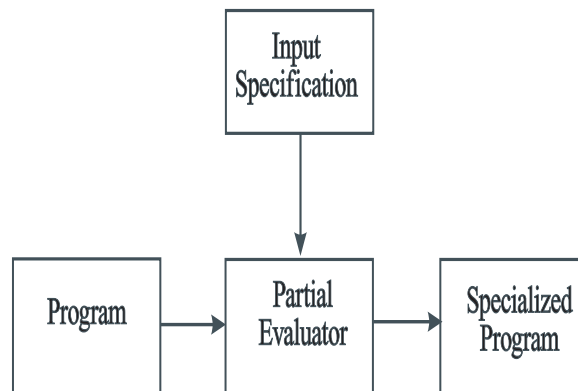 Input
Specification
Program
Partial
Evaluator
Specialized
Program